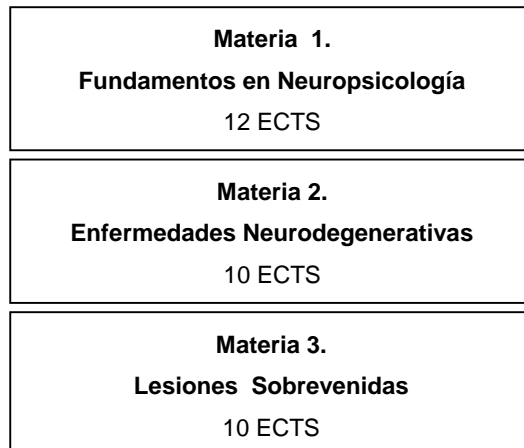 Materia 1.
Fundamentos en Neuropsicología
12 ECTS
Materia 2.
Enfermedades Neurodegenerativas
10 ECTS
Materia 3.
Lesiones Sobrevenidas
10 ECTS